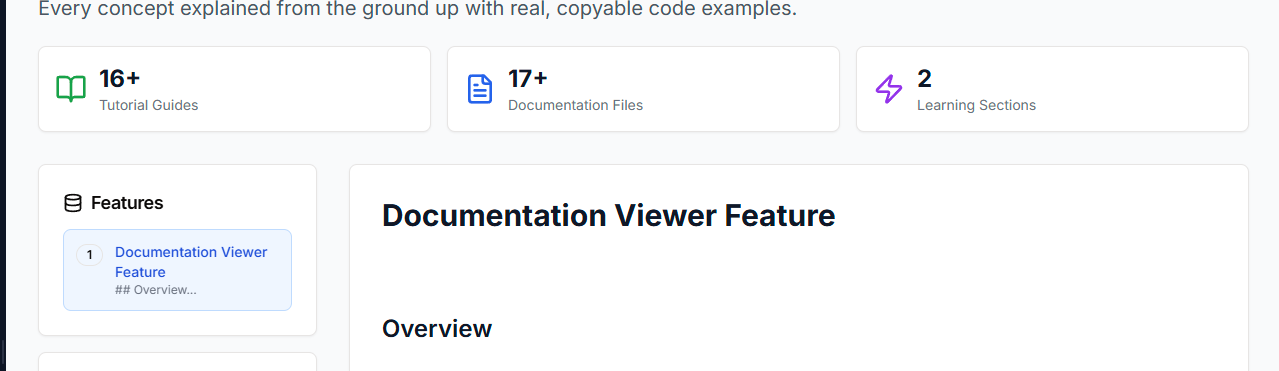 Every concept explained from the ground up with real, copyable code examples.
16+
Tutorial Guides
17+
Documentation Files
2
Learning Sections
Features
1
Documentation Viewer
Feature
## Overview...
Documentation Viewer Feature
Overview